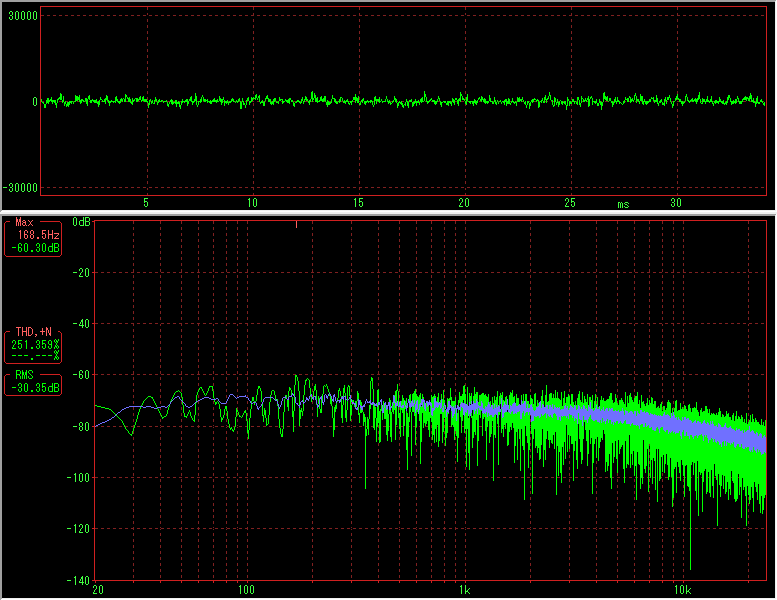 30000
0
-30000
5 10 15 20 25 ms 30
Max
168.5Hz
-60.30dB
THD,+N
251.359%
---.---%
RMS
-30.35dB
0dB
-20
-40
-60
-80
-100
-120
-140
20 100 1k 10k